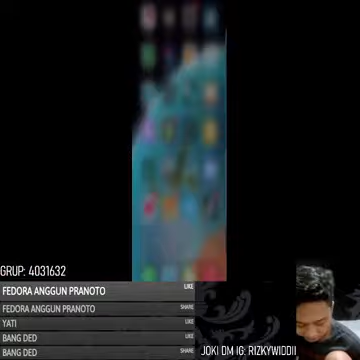 GRUP: 4031632
FEDORA ANGGUN PRANOTO LIKE
FEDORA ANGGUN PRANOTO SHARE
YATI LIKE
BANG DED LIKE
BANG DED SHARE
JOKI DM IG: RIZKYWIDDII